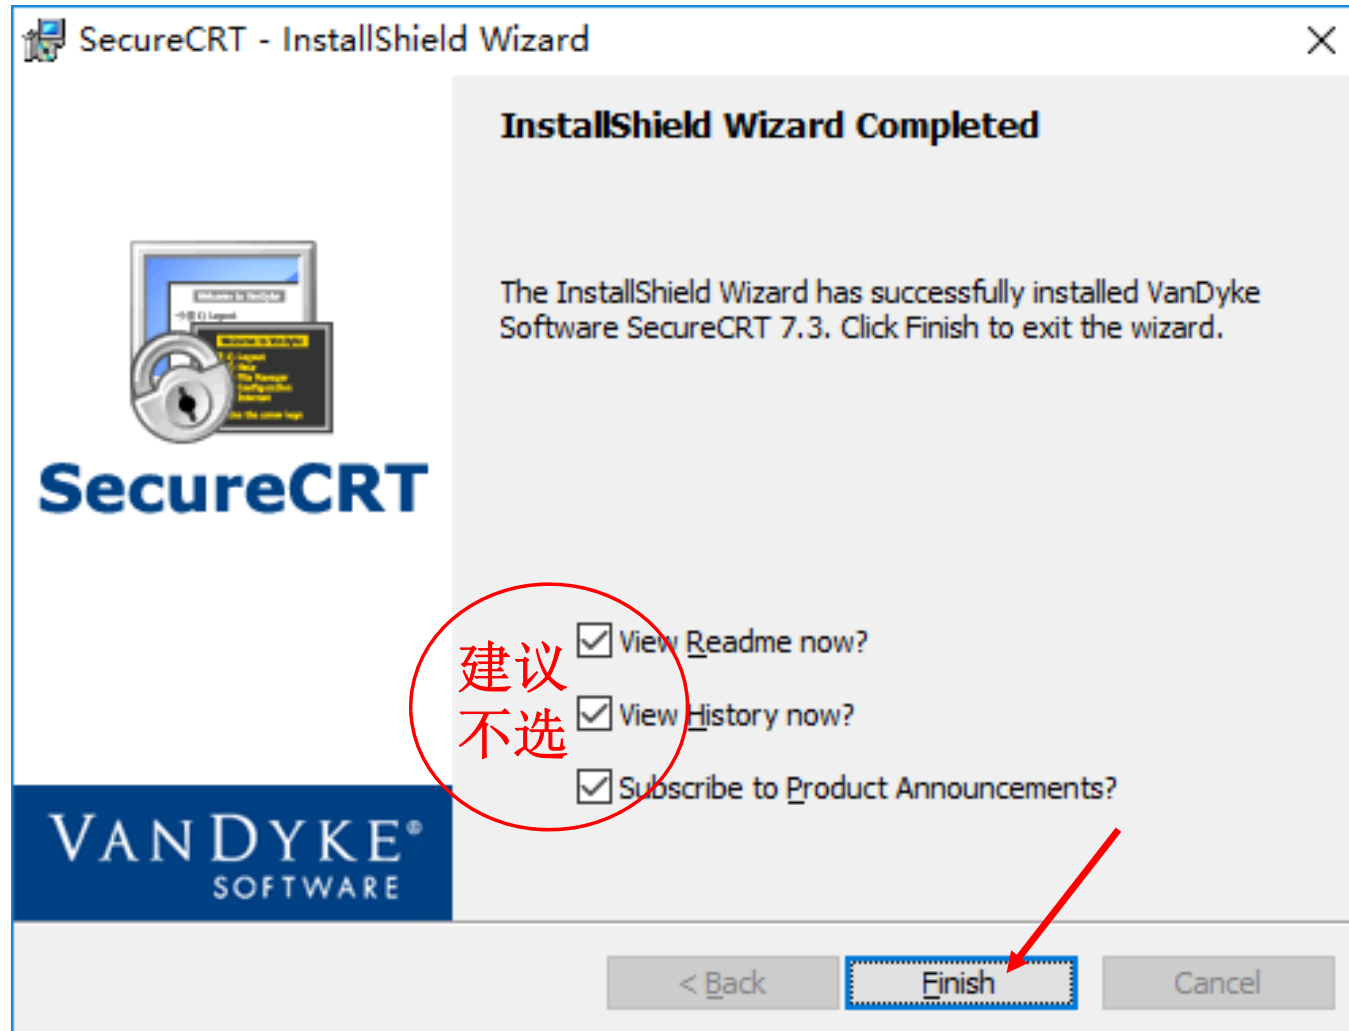 SecureCRT - InstallShield Wizard
InstallShield Wizard Completed
The InstallShield Wizard has successfully installed VanDyke
Software SecureCRT 7.3. Click Finish to exit the wizard.
SecureCRT
建议
不选
View Readme now?
View History now?
Subscribe to Product Announcements?
VANDYKE®
SOFTWARE
< Back
Finish
Cancel